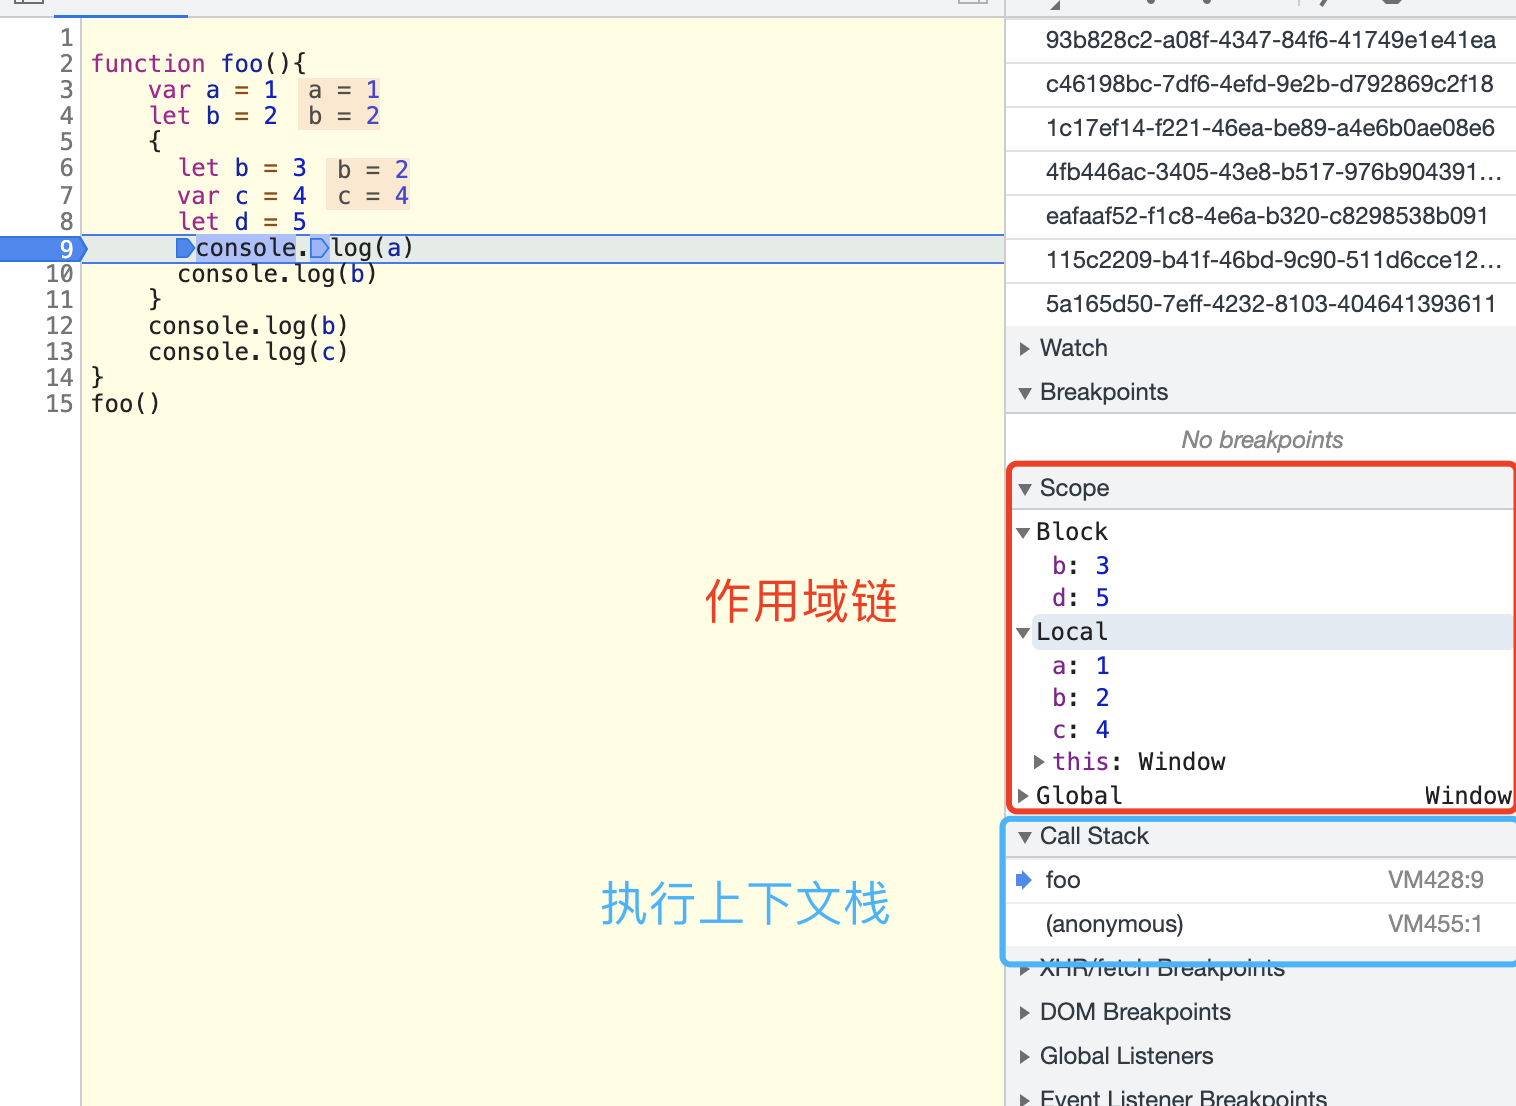 1
2 function foo(){
3 var a = 1 a = 1
4 let b = 2 b = 2
5 {
6 let b = 3 b = 2
7 var c = 4 c = 4
8 let d = 5
9 console.log(a)
10 console.log(b)
11 }
12 console.log(b)
13 console.log(c)
14 }
15 foo()
作用域链
执行上下文栈
93b828c2-a08f-4347-84f6-41749e1e41ea
c46198bc-7df6-4efd-9e2b-d792869c2f18
1c17ef14-f221-46ea-be89-a4e6b0ae08e6
4fb446ac-3405-43e8-b517-976b904391...
eafaaf52-f1c8-4e6a-b320-c8298538b091
115c2209-b41f-46bd-9c90-511d6cce12...
5a165d50-7eff-4232-8103-404641393611
Watch
Breakpoints
No breakpoints
Scope
Block
b: 3
d: 5
Local
a: 1
b: 2
c: 4
this: Window
Global Window
Call Stack
foo VM428:9
(anonymous) VM455:1
XHR/fetch Breakpoints
DOM Breakpoints
Global Listeners
Event Listener Breakpoints